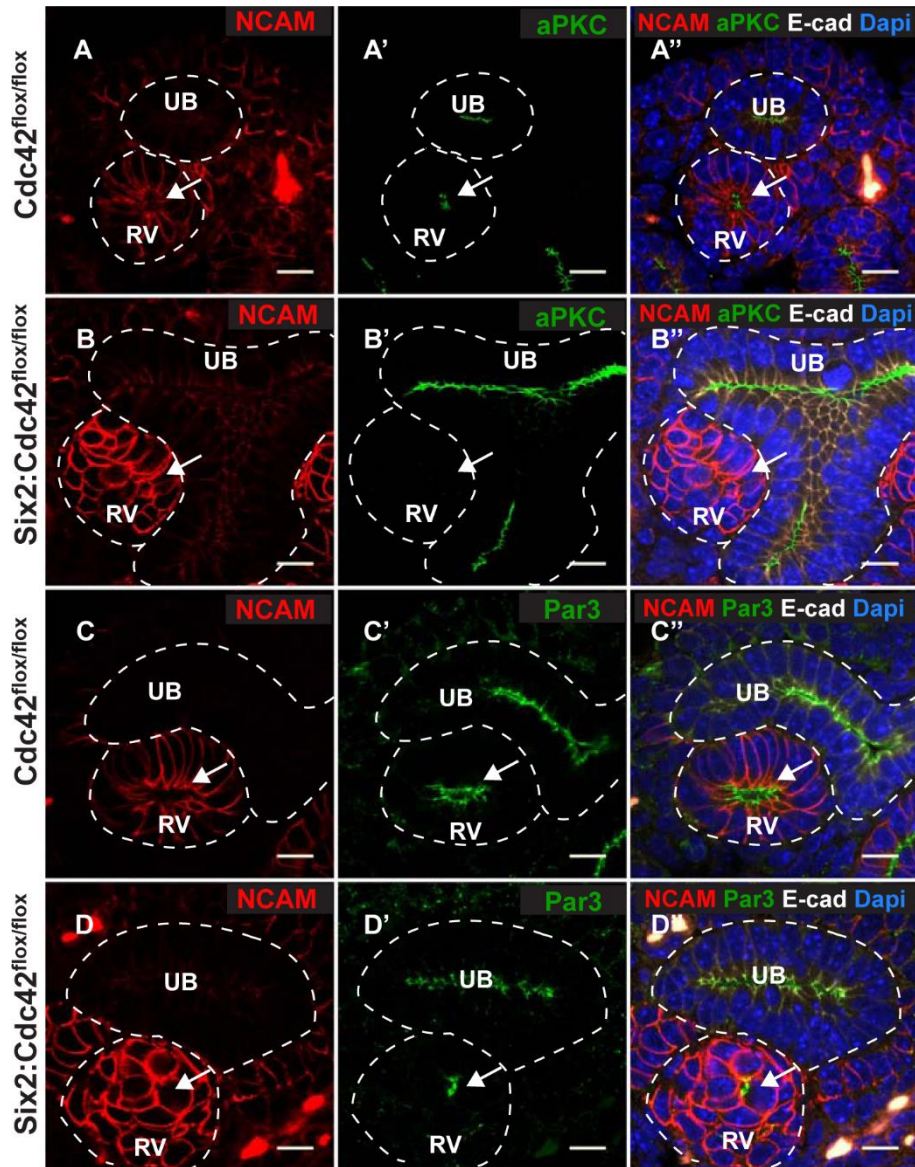 Cdc42flox/flox
A NCAM
UB
RV
A' aPKC
UB
RV
NCAM aPKC E-cad Dapi
A"
UB
RV
Six2:Cdc42flox/flox
NCAM
B
UB
RV
aPKC
B'
UB
RV
NCAM aPKC E-cad Dapi
B"
UB
RV
Cdc42flox/flox
NCAM
C
UB
RV
Par3
C'
UB
RV
NCAM Par3 E-cad Dapi
C"
UB
RV
Six2:Cdc42flox/flox
NCAM
D
UB
RV
Par3
D'
UB
RV
NCAM Par3 E-cad Dapi
D"
UB
RV